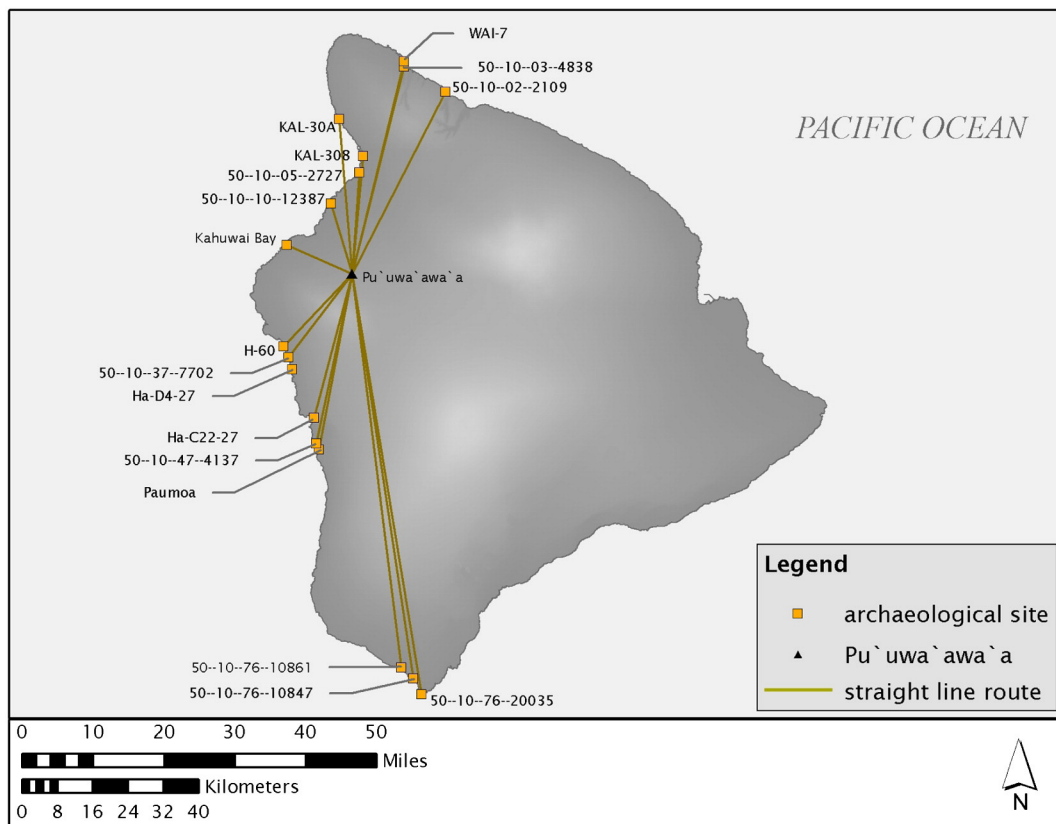 WAI-7
50--10--03--4838
50--10--02--2109
PACIFIC OCEAN
KAL-30A
KAL-308
50--10--05--2727
50--10--10--12387
Kahuwai Bay
Pu`uwa`awa`a
H-60
50--10--37--7702
Ha-D4-27
Ha-C22-27
50--10--47--4137
Paumoa
50--10--76--10861
50--10--76--10847
50--10--76--20035
Legend
archaeological site
Pu`uwa`awa`a
straight line route
0 10 20 30 40 50
Miles
Kilometers
0 8 16 24 32 40
N